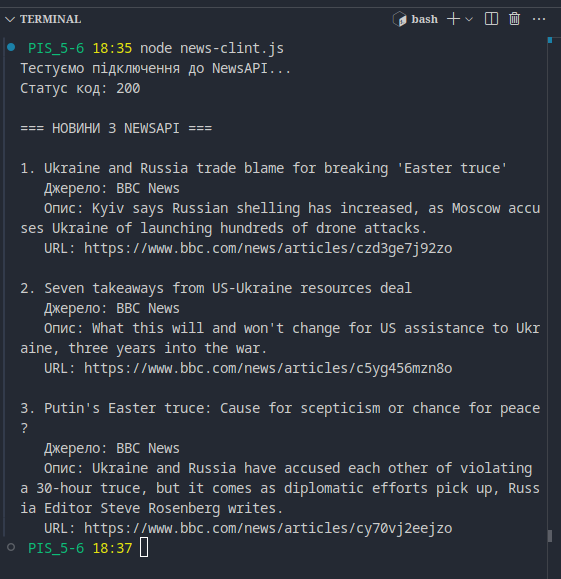 TERMINAL
bash
PIS_5-6 18:35 node news-clint.js
Тестуємо підключення до NewsAPI...
Статус код: 200
=== НОВИНИ З NEWSAPI ===
1. Ukraine and Russia trade blame for breaking 'Easter truce'
Джерело: BBC News
Опис: Kyiv says Russian shelling has increased, as Moscow accu
ses Ukraine of launching hundreds of drone attacks.
URL: https://www.bbc.com/news/articles/czd3ge7j92zo
2. Seven takeaways from US-Ukraine resources deal
Джерело: BBC News
Опис: What this will and won't change for US assistance to Ukr
aine, three years into the war.
URL: https://www.bbc.com/news/articles/c5yg456mzn8o
3. Putin's Easter truce: Cause for scepticism or chance for peace
?
Джерело: BBC News
Опис: Ukraine and Russia have accused each other of violating
a 30-hour truce, but it comes as diplomatic efforts pick up, Russ
ia Editor Steve Rosenberg writes.
URL: https://www.bbc.com/news/articles/cy70vj2eejzo
PIS_5-6 18:37